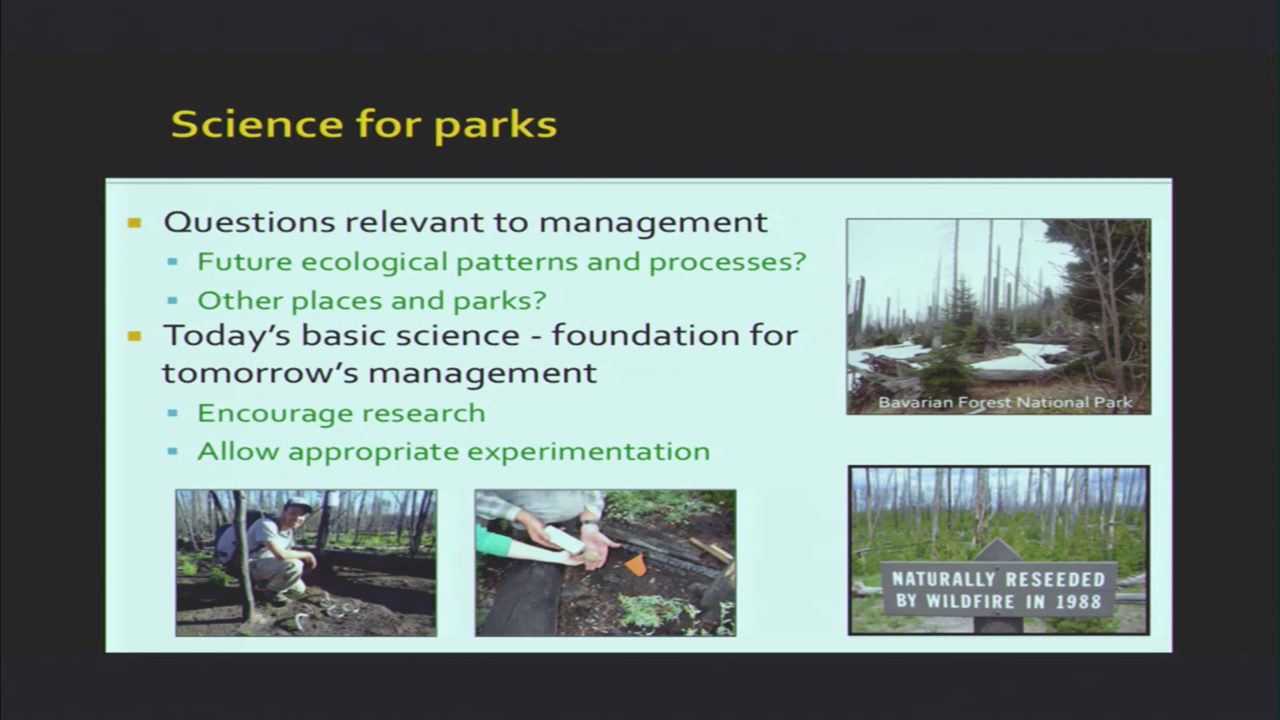 Science for parks
Questions relevant to management
Future ecological patterns and processes?
Other places and parks?
Today's basic science - foundation for
tomorrow's management
Encourage research
Allow appropriate experimentation
Bavarian Forest National Park
NATURALLY RESEEDED
BY WILDFIRE IN 1988